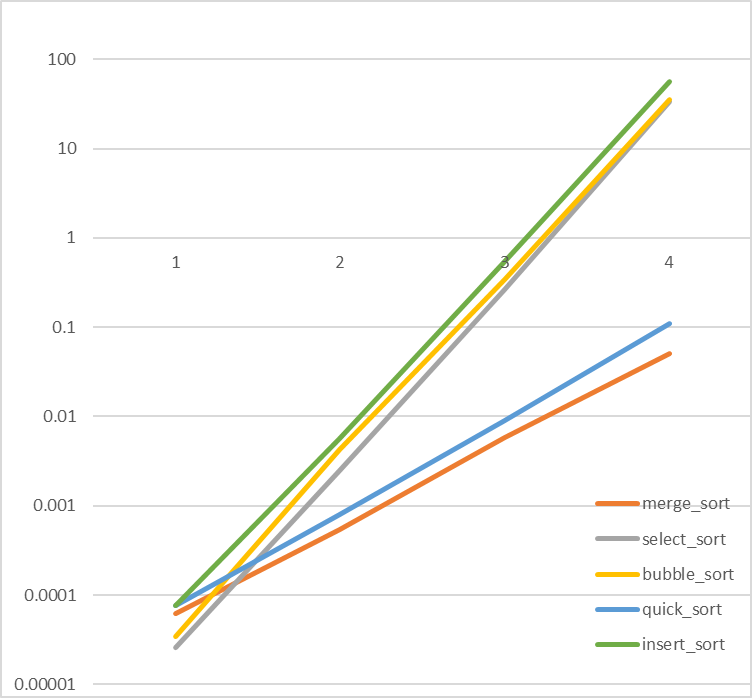 100
10
1
1 2 3 4
0.1
0.01
0.001
merge_sort
select_sort
bubble_sort
0.0001
quick_sort
insert_sort
0.00001